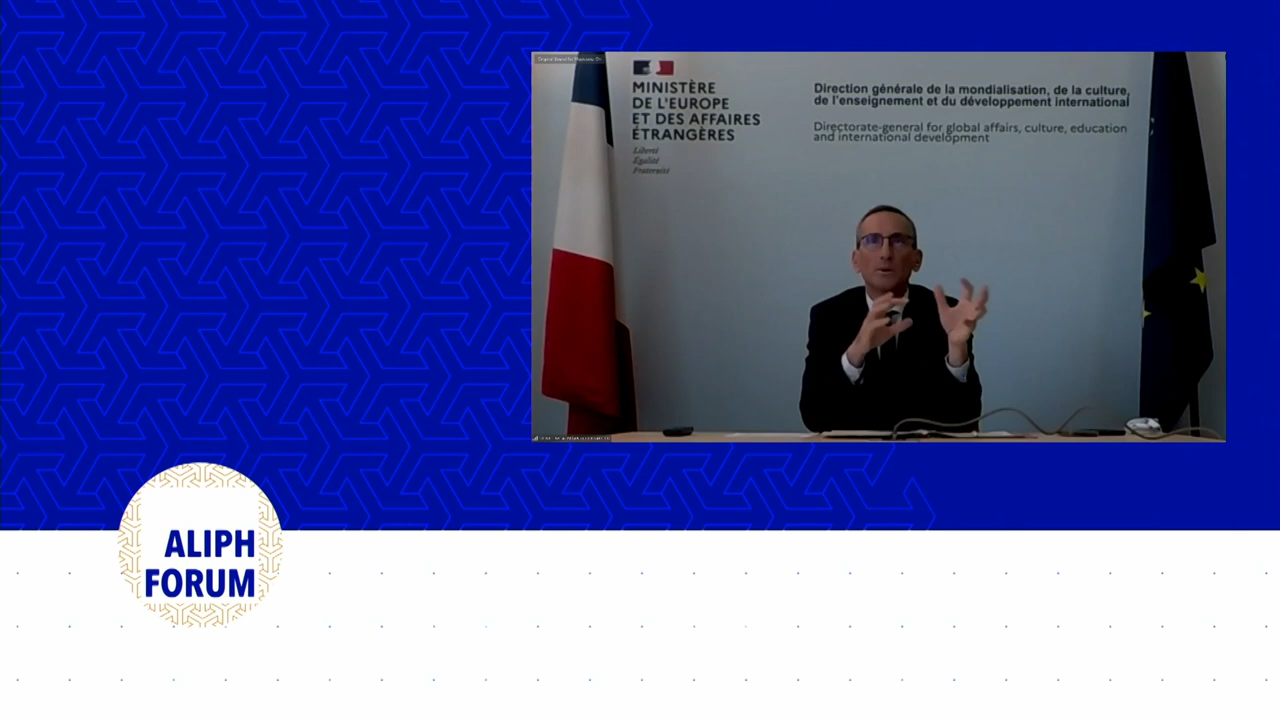 MINISTÈRE
DE L'EUROPE
ET DES AFFAIRES
ÉTRANGÈRES
Liberté
Égalité
Fraternité
Direction générale de la mondialisation, de la culture,
de l'enseignement et du développement international
Directorate-general for global affairs, culture, education
and international development
ALIPH
FORUM